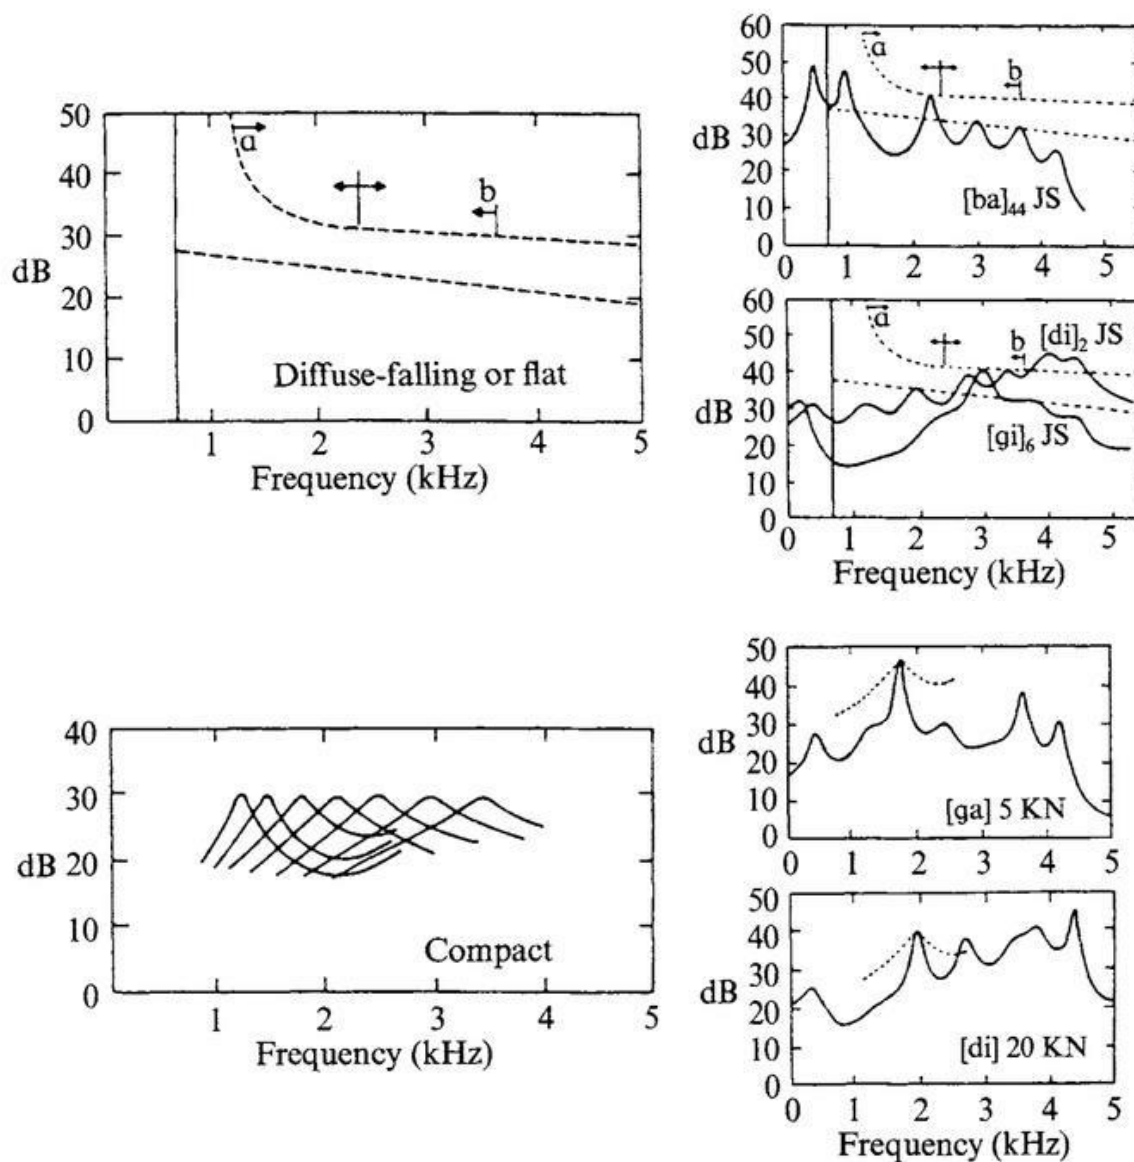 50
40
30
dB
20
10
0
a
b
Diffuse-falling or flat
1 2 3 4 5
Frequency (kHz)
60
50
40
dB
30
20
10
0
a
b
[ba]₄₄ JS
0 1 2 3 4 5
60
50
40
dB
30
20
10
0
a
b
[di]₂ JS
[gi]₆ JS
0 1 2 3 4 5
Frequency (kHz)
40
30
dB
20
10
0
Compact
1 2 3 4 5
Frequency (kHz)
50
40
30
dB
20
10
0
[ga] 5 KN
0 1 2 3 4 5
50
40
30
dB
20
10
0
[di] 20 KN
0 1 2 3 4 5
Frequency (kHz)